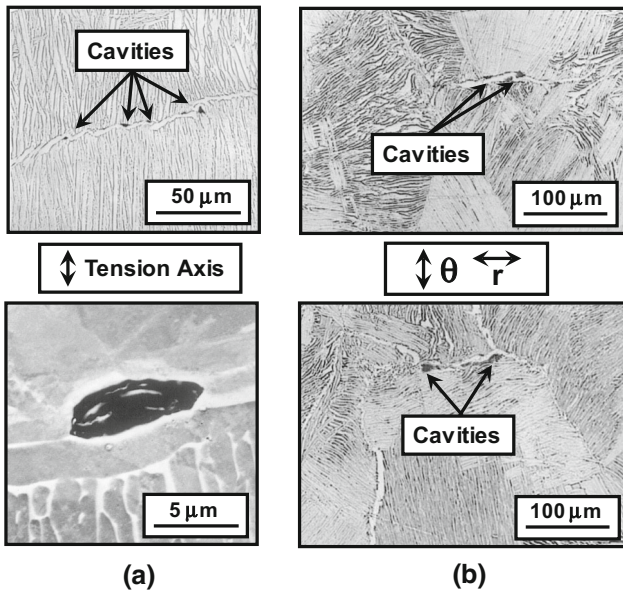 Cavities
50 μm
Tension Axis
5 μm
(a)
Cavities
100 μm
θ r
Cavities
100 μm
(b)